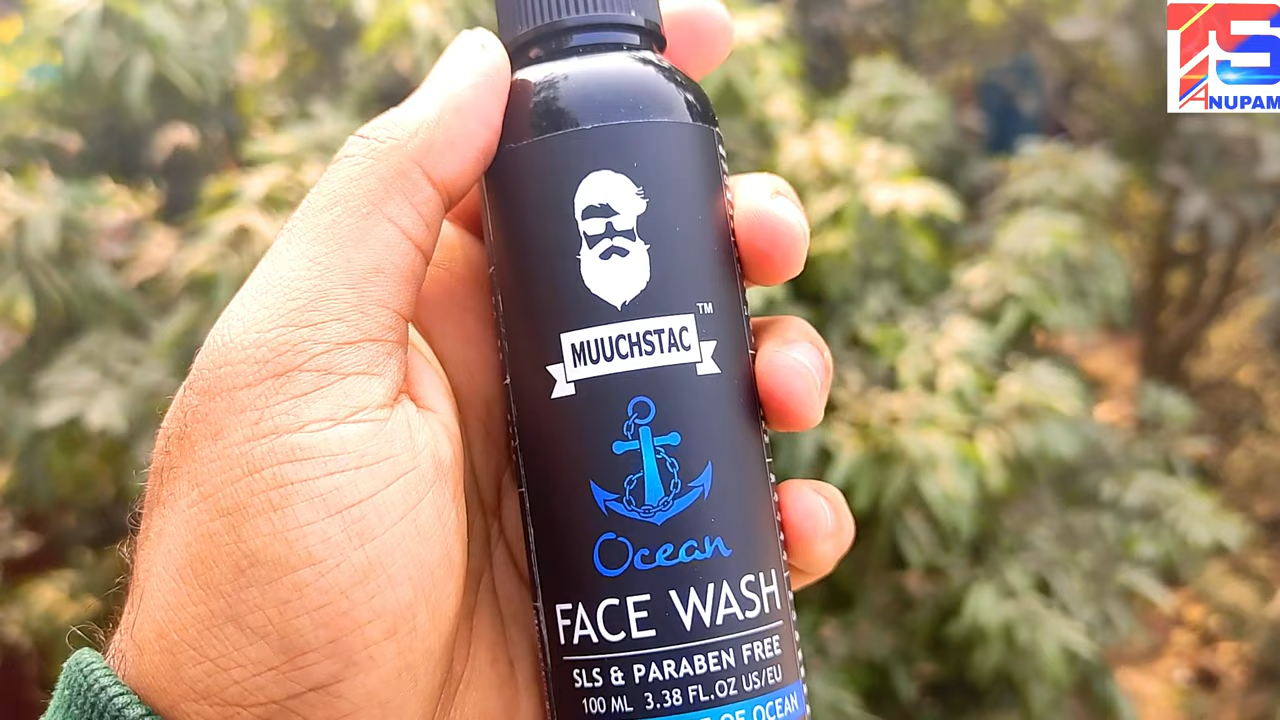 MUUCHSTAC
TM
Ocean
FACE WASH
SLS & PARABEN FREE
100 ML 3.38 FL.OZ US/EU
OF OCEAN
ANUPAM